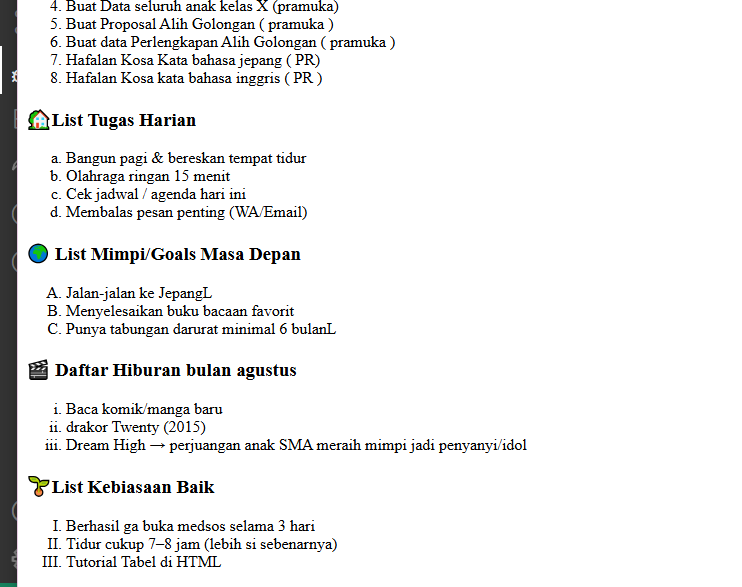 4. Buat Data seluruh anak kelas X (pramuka)
5. Buat Proposal Alih Golongan ( pramuka )
6. Buat data Perlengkapan Alih Golongan ( pramuka )
7. Hafalan Kosa Kata bahasa jepang ( PR)
8. Hafalan Kosa kata bahasa inggris ( PR )
🏠List Tugas Harian
a. Bangun pagi & bereskan tempat tidur
b. Olahraga ringan 15 menit
c. Cek jadwal / agenda hari ini
d. Membalas pesan penting (WA/Email)
🌍 List Mimpi/Goals Masa Depan
A. Jalan-jalan ke JepangL
B. Menyelesaikan buku bacaan favorit
C. Punya tabungan darurat minimal 6 bulanL
🎬 Daftar Hiburan bulan agustus
i. Baca komik/manga baru
ii. drakor Twenty (2015)
iii. Dream High → perjuangan anak SMA meraih mimpi jadi penyanyi/idol
🌱List Kebiasaan Baik
I. Berhasil ga buka medsos selama 3 hari
II. Tidur cukup 7–8 jam (lebih si sebenarnya)
III. Tutorial Tabel di HTML